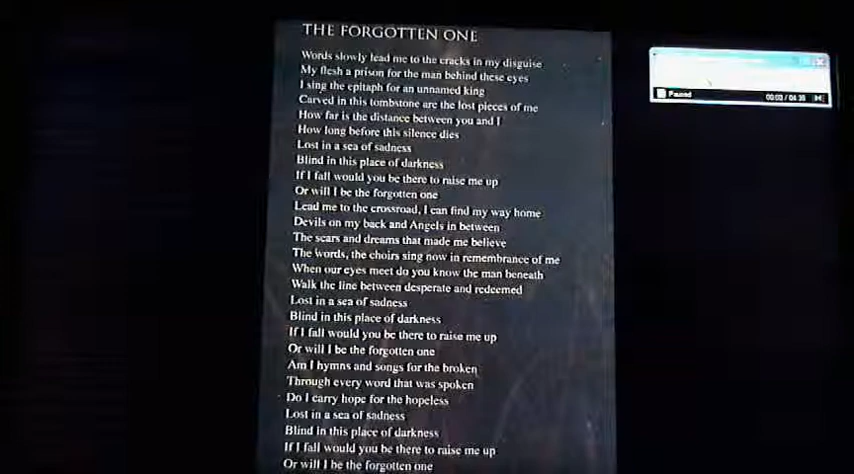 THE FORGOTTEN ONE
Words slowly lead me to the cracks in my disguise
My flesh a prison for the man behind these eyes
I sing the epitaph for an unnamed king
Carved in this tombstone are the lost pieces of me
How far is the distance between you and I
How long before this silence dies
Lost in a sea of sadness
Blind in this place of darkness
If I fall would you be there to raise me up
Or will I be the forgotten one
Lead me to the crossroad, I can find my way home
Devils on my back and Angels in between
The scars and dreams that made me believe
The words, the choirs sing now in remembrance of me
When our eyes meet do you know the man beneath
Walk the line between desperate and redeemed
Lost in a sea of sadness
Blind in this place of darkness
If I fall would you be there to raise me up
Or will I be the forgotten one
Am I hymns and songs for the broken
Through every word that was spoken
Do I carry hope for the hopeless
Lost in a sea of sadness
Blind in this place of darkness
If I fall would you be there to raise me up
Or will I be the forgotten one
Paused 00:00 / 04:36